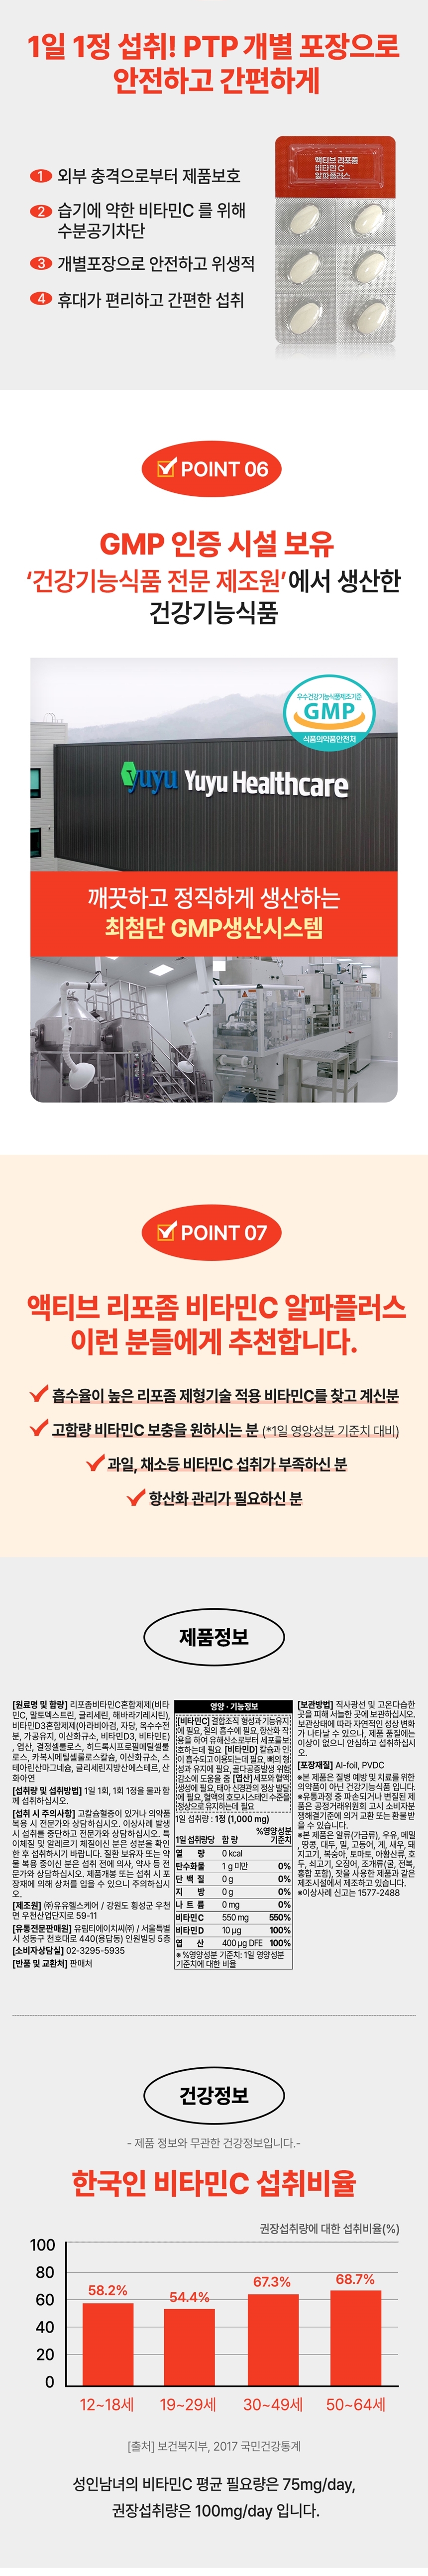 1일 1정 섭취! PTP 개별 포장으로
안전하고 간편하게
1 외부 충격으로부터 제품보호
2 습기에 약한 비타민C 를 위해
수분공기차단
3 개별포장으로 안전하고 위생적
4 휴대가 편리하고 간편한 섭취
액티브 리포좀
비타민 C
알파플러스
POINT 06
GMP 인증 시설 보유
‘건강기능식품 전문 제조원’에서 생산한
건강기능식품
우수건강기능식품제조기준
GMP
식품의약품안전처
yuyu Yuyu Healthcare
깨끗하고 정직하게 생산하는
최첨단 GMP생산시스템
POINT 07
액티브 리포좀 비타민C 알파플러스
이런 분들에게 추천합니다.
흡수율이 높은 리포좀 제형기술 적용 비타민C를 찾고 계신분
고함량 비타민C 보충을 원하시는 분 (*1일 영양성분 기준치 대비)
과일, 채소등 비타민C 섭취가 부족하신 분
항산화 관리가 필요하신 분
제품정보
[원료명 및 함량] 리포좀비타민C혼합제제(비타
민C, 말토덱스트린, 글리세린, 해바라기레시틴),
비타민D3혼합제제(아라비아검, 자당, 옥수수전
분, 가공유지, 이산화규소, 비타민D3, 비타민E)
, 엽산, 결정셀룰로스, 히드록시프로필메틸셀룰
로스, 카복시메틸셀룰로스칼슘, 이산화규소, 스
테아린산마그네슘, 글리세린지방산에스테르, 산
화아연
[섭취량 및 섭취방법] 1일 1회, 1회 1정을 물과 함
께 섭취하십시오.
[섭취 시 주의사항] 고칼슘혈증이 있거나 의약품
복용 시 전문가와 상담하십시오. 이상사례 발생
시 섭취를 중단하고 전문가와 상담하십시오. 특
이체질 및 알레르기 체질이신 분은 성분을 확인
한 후 섭취하시기 바랍니다. 질환 보유자 또는 약
물 복용 중이신 분은 섭취 전에 의사, 약사 등 전
문가와 상담하십시오. 제품개봉 또는 섭취 시 포
장재에 의해 상처를 입을 수 있으니 주의하십시
오.
[제조원] ㈜유유헬스케어 / 강원도 횡성군 우천
면 우천산업단지로 59-11
[유통전문판매원] 유림티에이치씨㈜ / 서울특별
시 성동구 천호대로 440(용답동) 인원빌딩 5층
[소비자상담실] 02-3295-5935
[반품 및 교환처] 판매처
영양 · 기능정보
[비타민C] 결합조직 형성과 기능유지
에 필요, 철의 흡수에 필요, 항산화 작
용을 하여 유해산소로부터 세포를 보
호하는데 필요 [비타민D] 칼슘과 인
이 흡수되고 이용되는데 필요, 뼈의 형
성과 유지에 필요, 골다공증발생 위험
감소에 도움을 줌 [엽산] 세포와 혈액
생성에 필요, 태아 신경관의 정상 발달
에 필요, 혈액의 호모시스테인 수준을
정상으로 유지하는데 필요
1일 섭취량 : 1정 (1,000 mg)
1일 섭취량당 함 량 %영양성분 기준치
열 량 0 kcal
탄수화물 1 g 미만 0%
단 백 질 0 g 0%
지 방 0 g 0%
나 트 륨 0 mg 0%
비타민 C 550 mg 550%
비타민 D 10 μg 100%
엽 산 400 μg DFE 100%
※ %영양성분 기준치: 1일 영양성분
기준치에 대한 비율
[보관방법] 직사광선 및 고온다습한
곳을 피해 서늘한 곳에 보관하십시오.
보관상태에 따라 자연적인 성상 변화
가 나타날 수 있으나, 제품 품질에는
이상이 없으니 안심하고 섭취하십시
오.
[포장재질] Al-foil, PVDC
※본 제품은 질병 예방 및 치료를 위한
의약품이 아닌 건강기능식품 입니다.
※유통과정 중 파손되거나 변질된 제
품은 공정거래위원회 고시 소비자분
쟁해결기준에 의거 교환 또는 환불 받
을 수 있습니다.
※본 제품은 알류(가금류), 우유, 메밀
, 땅콩, 대두, 밀, 고등어, 게, 새우, 돼
지고기, 복숭아, 토마토, 아황산류, 호
두, 쇠고기, 오징어, 조개류(굴, 전복,
홍합 포함), 잣을 사용한 제품과 같은
제조시설에서 제조하고 있습니다.
※이상사례 신고는 1577-2488
건강정보
- 제품 정보와 무관한 건강정보입니다.-
한국인 비타민C 섭취비율
권장섭취량에 대한 섭취비율(%)
100
80
60
40
20
0
58.2%
54.4%
67.3%
68.7%
12~18세
19~29세
30~49세
50~64세
[출처] 보건복지부, 2017 국민건강통계
성인남녀의 비타민C 평균 필요량은 75mg/day,
권장섭취량은 100mg/day 입니다.